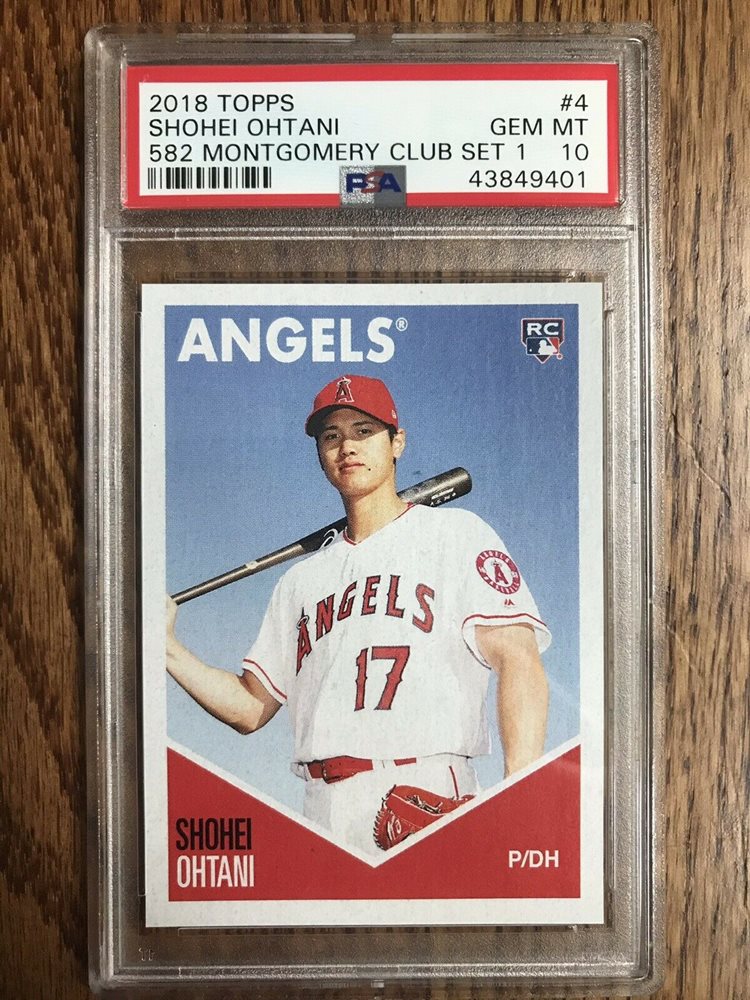 2018 TOPPS #4
SHOHEI OHTANI GEM MT
582 MONTGOMERY CLUB SET 1 10
PSA 43849401
ANGELS®
RC
A
ANGELS
17
SHOHEI
OHTANI
P/DH